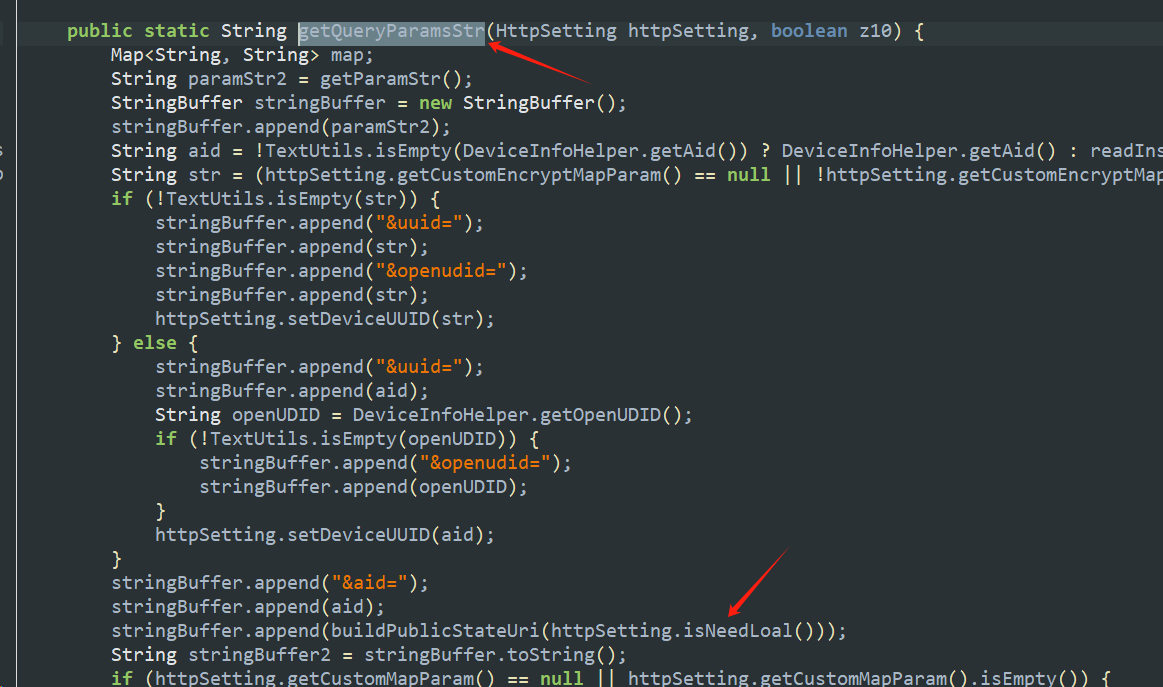 public static String getQueryParamsStr(HttpSetting httpSetting, boolean z10) {
Map<String, String> map;
String paramStr2 = getParamStr();
StringBuffer stringBuffer = new StringBuffer();
stringBuffer.append(paramStr2);
String aid = !TextUtils.isEmpty(DeviceInfoHelper.getAid()) ? DeviceInfoHelper.getAid() : readIns
String str = (httpSetting.getCustomEncryptMapParam() == null || !httpSetting.getCustomEncryptMap
if (!TextUtils.isEmpty(str)) {
stringBuffer.append("&uuid=");
stringBuffer.append(str);
stringBuffer.append("&openudid=");
stringBuffer.append(str);
httpSetting.setDeviceUUID(str);
} else {
stringBuffer.append("&uuid=");
stringBuffer.append(aid);
String openUDID = DeviceInfoHelper.getOpenUDID();
if (!TextUtils.isEmpty(openUDID)) {
stringBuffer.append("&openudid=");
stringBuffer.append(openUDID);
}
httpSetting.setDeviceUUID(aid);
}
stringBuffer.append("&aid=");
stringBuffer.append(aid);
stringBuffer.append(buildPublicStateUri(httpSetting.isNeedLoal()));
String stringBuffer2 = stringBuffer.toString();
if (httpSetting.getCustomMapParam() == null || httpSetting.getCustomMapParam().isEmpty()) {